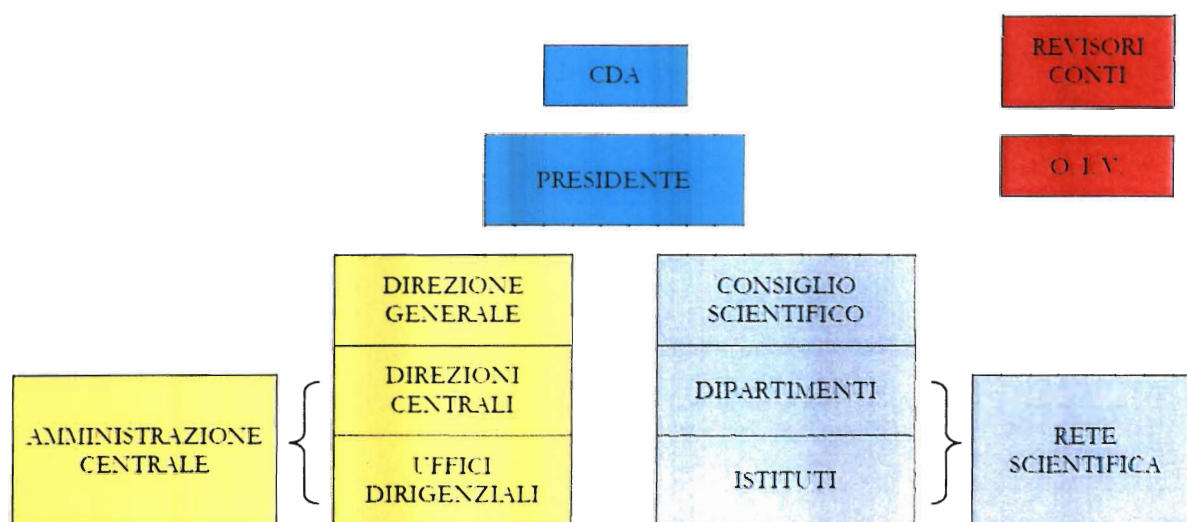 CDA
REVISORI
CONTI
PRESIDENTE
O. I. V.
DIREZIONE
GENERALE
CONSIGLIO
SCIENTIFICO
DIREZIONI
CENTRALI
DIPARTIMENTI
AMMINISTRAZIONE
CENTRALE
UFFICI
DIRIGENZIALI
ISTITUTI
RETE
SCIENTIFICA